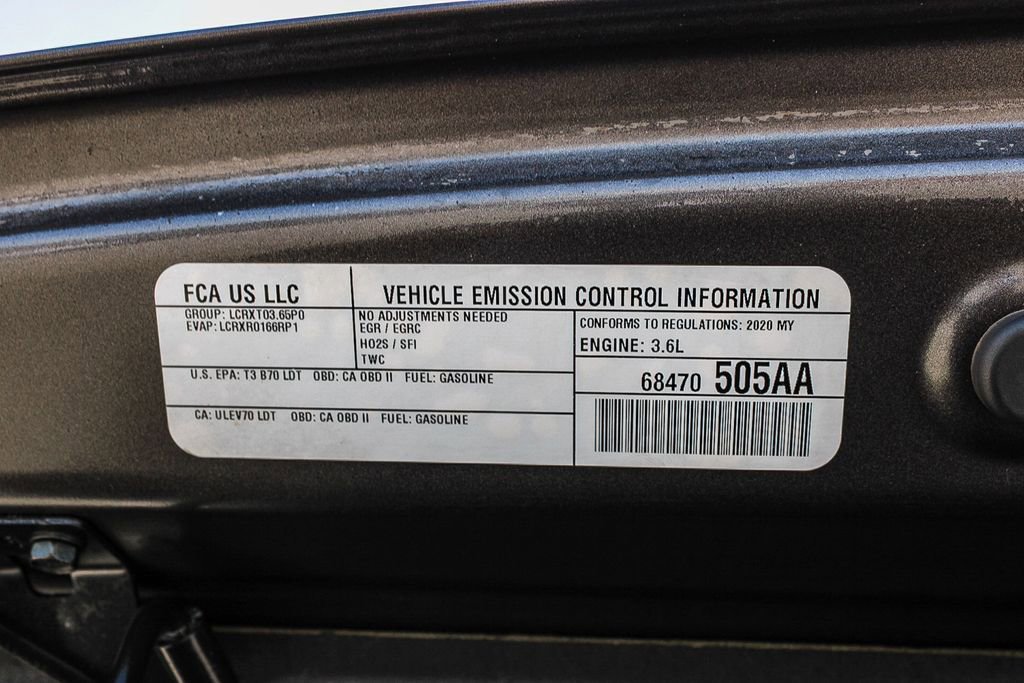 FCA US LLC
VEHICLE EMISSION CONTROL INFORMATION
GROUP: LCRXT03.65P0
EVAP: LCRXR0166RP1
NO ADJUSTMENTS NEEDED
EGR / EGRC
HO2S / SFI
TWC
CONFORMS TO REGULATIONS: 2020 MY
ENGINE: 3.6L
U.S. EPA: T3 B70 LDT OBD: CA OBD II FUEL: GASOLINE
68470 505AA
CA: ULEV70 LDT OBD: CA OBD II FUEL: GASOLINE